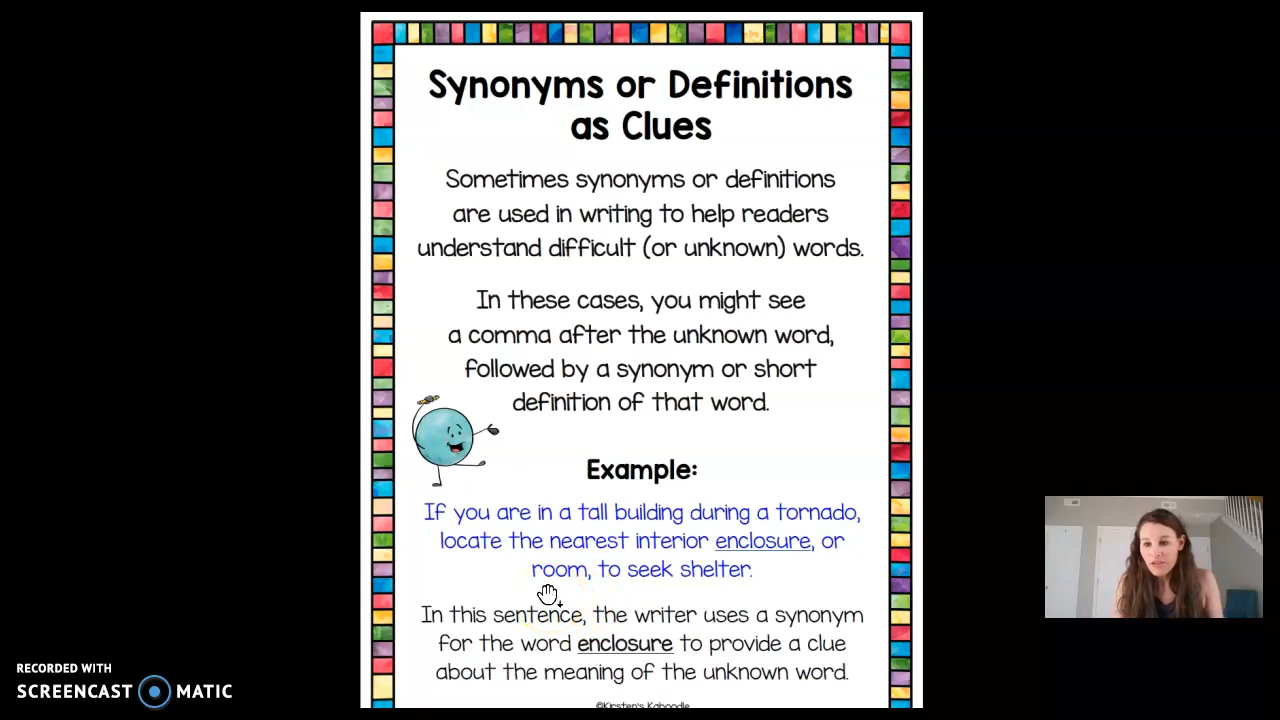 Synonyms or Definitions
as Clues
Sometimes synonyms or definitions
are used in writing to help readers
understand difficult (or unknown) words.
In these cases, you might see
a comma after the unknown word,
followed by a synonym or short
definition of that word.
Example:
If you are in a tall building during a tornado,
locate the nearest interior enclosure, or
room, to seek shelter.
In this sentence, the writer uses a synonym
for the word enclosure to provide a clue
about the meaning of the unknown word.
©Kirsten's Kaboodle
RECORDED WITH
SCREENCAST MATIC